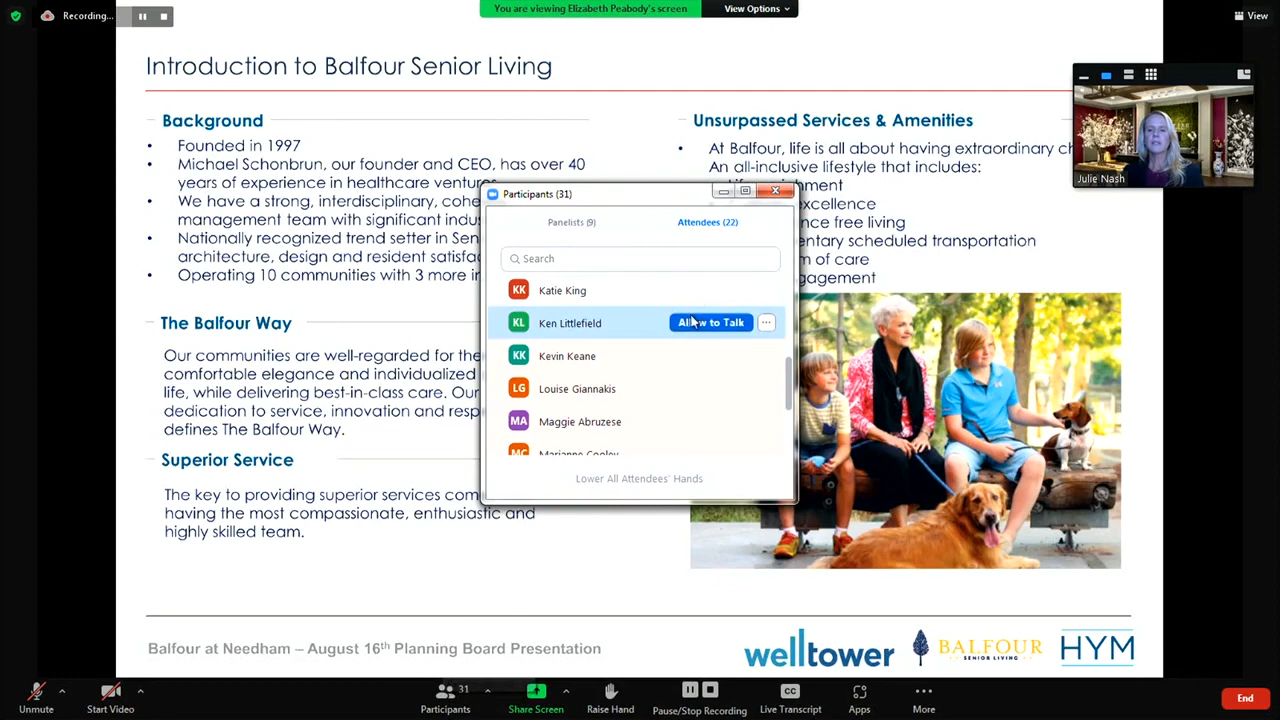 Recording...
You are viewing Elizabeth Peabody's screen
View Options
View
Introduction to Balfour Senior Living
Background
• Founded in 1997
• Michael Schonbrun, our founder and CEO, has over 40
years of experience in healthcare ventures
• We have a strong, interdisciplinary,
management team with significant
• Nationally recognized trend setter in
architecture, design and resident
• Operating 10 communities with 3 more
The Balfour Way
Our communities are well-regarded for the
comfortable elegance and individualized
life, while delivering best-in-class care. Our
dedication to service, innovation and
defines The Balfour Way.
Superior Service
The key to providing superior services
having the most compassionate, enthusiastic and
highly skilled team.
Unsurpassed Services & Amenities
• At Balfour, life is all about having extraordinary
An all-inclusive lifestyle that includes:
excellence
free living
scheduled transportation
of care
Julie Nash
Participants (31)
Panelists (9)
Attendees (22)
Search
KK Katie King
KL Ken Littlefield
Allow to Talk
...
KK Kevin Keane
LG Louise Giannakis
MA Maggie Abruzese
MC Marianne Cooley
Lower All Attendees' Hands
Balfour at Needham – August 16th Planning Board Presentation
welltower
BALFOUR
SENIOR LIVING
HYM
Unmute
Start Video
31
Participants
Share Screen
Raise Hand
Pause/Stop Recording
CC
Live Transcript
Apps
More
End